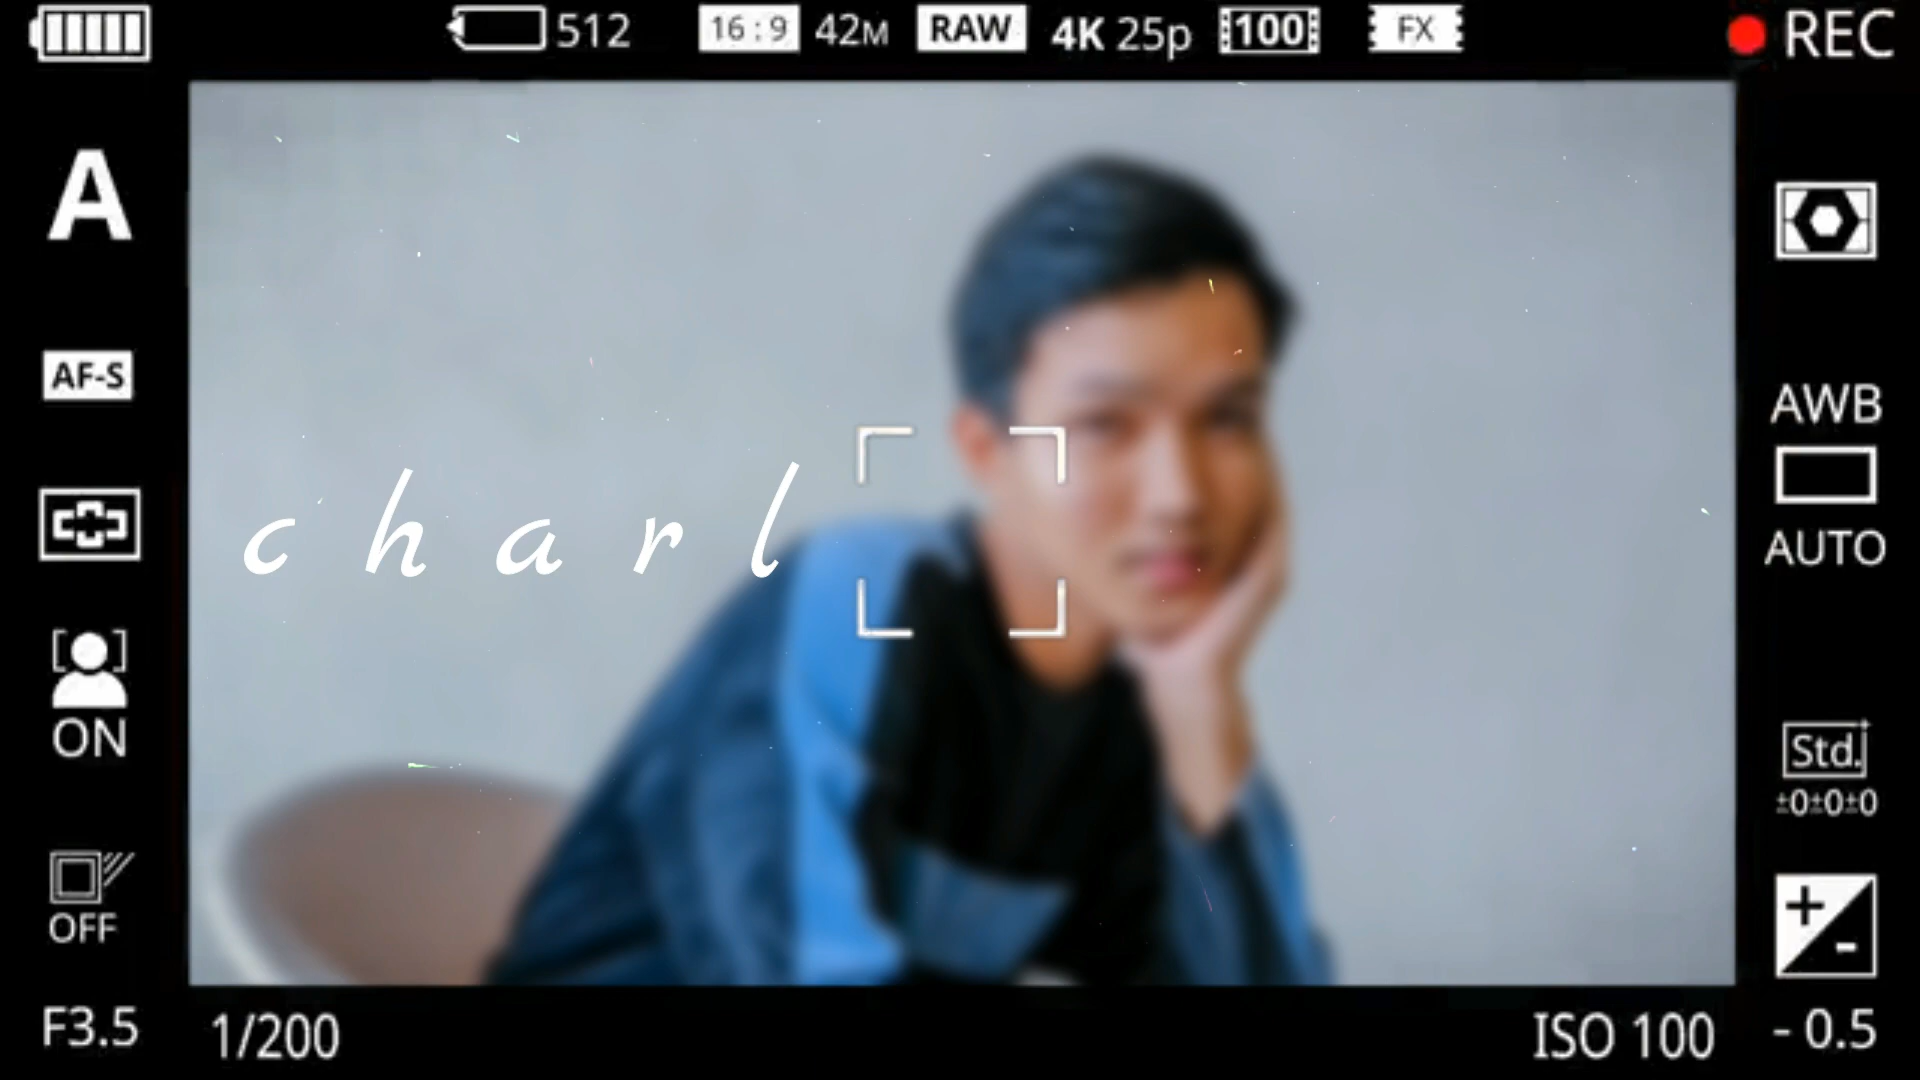 512 16:9 42M RAW 4K 25p 100 FX REC
A
AF-S
AWB
charl
AUTO
ON
Std.
±0±0±0
OFF
F3.5 1/200 ISO 100 - 0.5